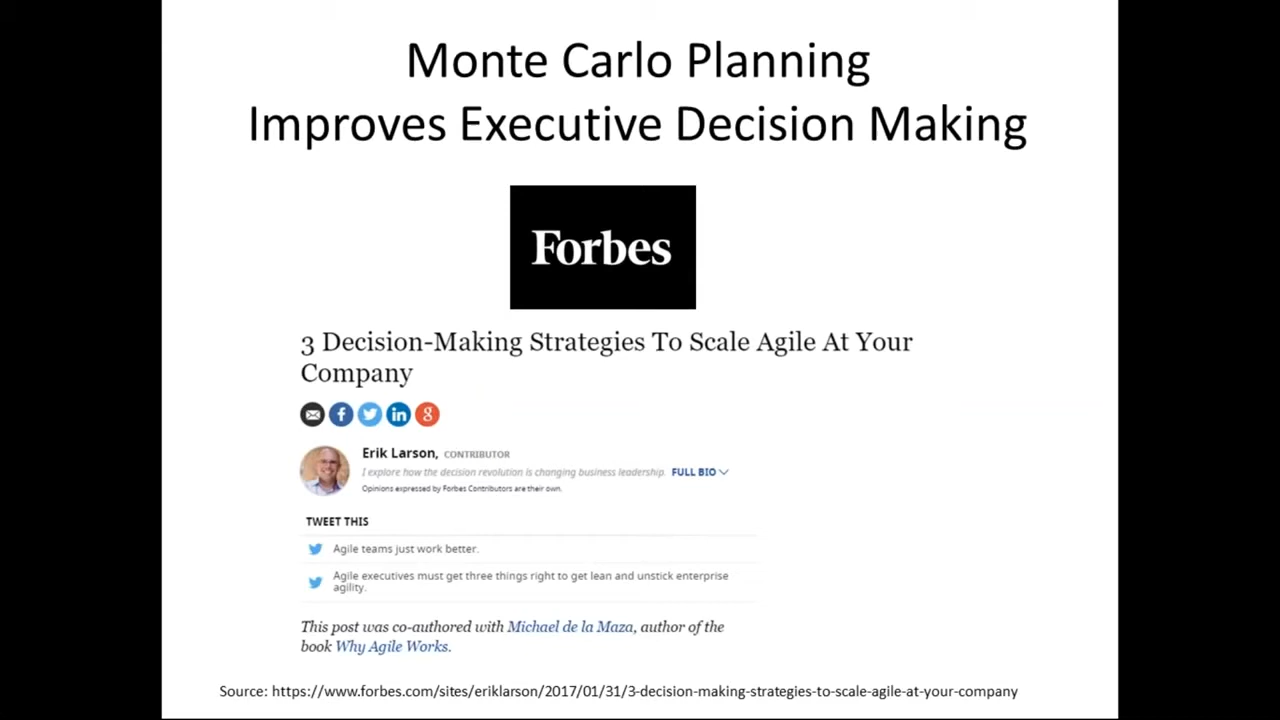 Monte Carlo Planning
Improves Executive Decision Making
Forbes
3 Decision-Making Strategies To Scale Agile At Your
Company
f in 8
Erik Larson, CONTRIBUTOR
I explore how the decision revolution is changing business leadership. FULL BIO
Opinions expressed by Forbes Contributors are their own.
TWEET THIS
Agile teams just work better.
Agile executives must get three things right to get lean and unstick enterprise
agility.
This post was co-authored with Michael de la Maza, author of the
book Why Agile Works.
Source: https://www.forbes.com/sites/eriklarson/2017/01/31/3-decision-making-strategies-to-scale-agile-at-your-company